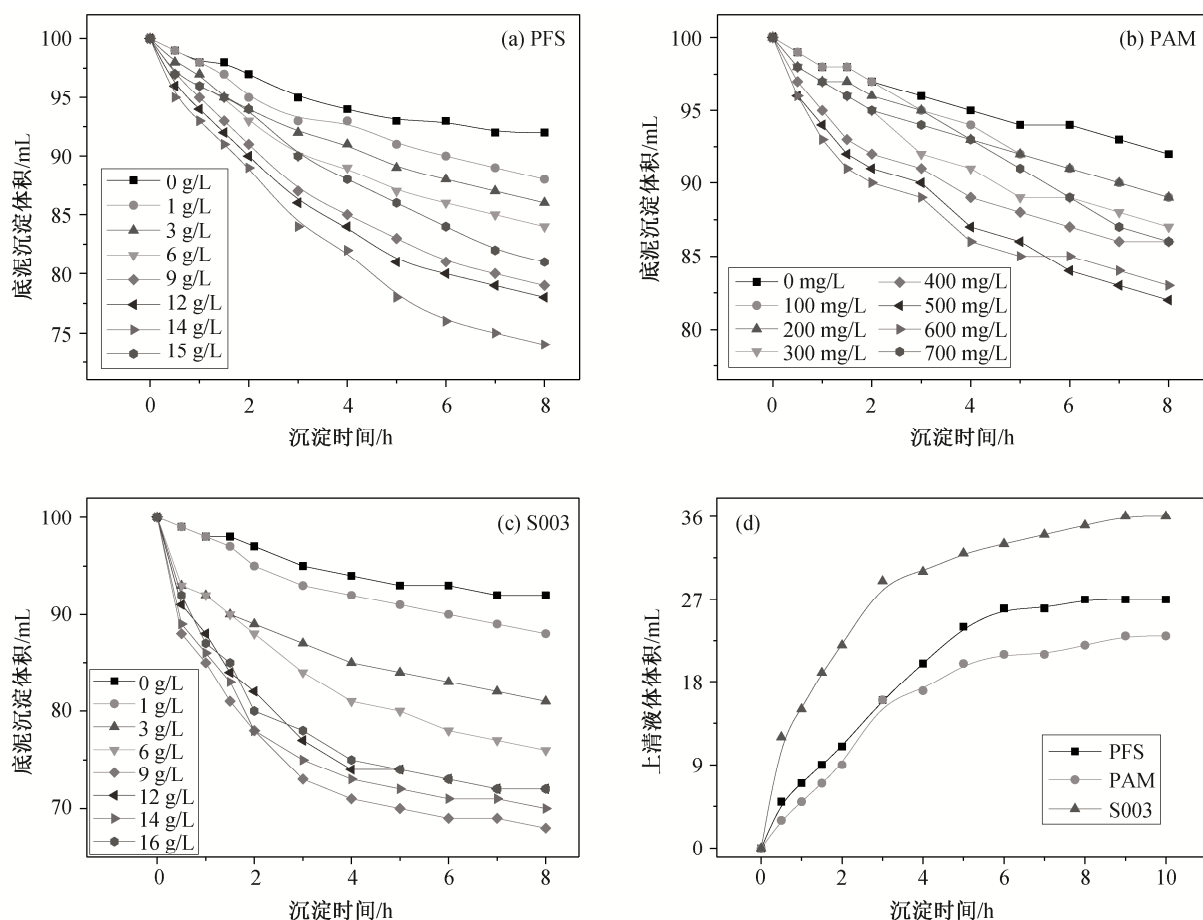 (a) PFS
100
95
90
85
80
75
底泥沉淀体积/mL
0 g/L
1 g/L
3 g/L
6 g/L
9 g/L
12 g/L
14 g/L
15 g/L
0 2 4 6 8
沉淀时间/h
(b) PAM
100
95
90
85
80
底泥沉淀体积/mL
0 mg/L 400 mg/L
100 mg/L 500 mg/L
200 mg/L 600 mg/L
300 mg/L 700 mg/L
0 2 4 6 8
沉淀时间/h
(c) S003
100
90
80
70
底泥沉淀体积/mL
0 g/L
1 g/L
3 g/L
6 g/L
9 g/L
12 g/L
14 g/L
16 g/L
0 2 4 6 8
沉淀时间/h
(d)
36
27
18
9
0
上清液体体积/mL
PFS
PAM
S003
0 2 4 6 8 10
沉淀时间/h